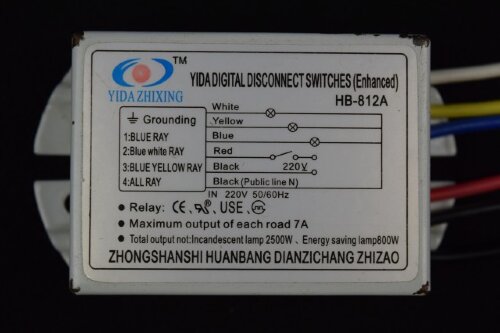 TM
YIDA ZHIXING
YIDA DIGITAL DISCONNECT SWITCHES (Enhanced)
HB-812A
Grounding
1:BLUE RAY
2:Blue white RAY
3:BLUE YELLOW RAY
4:ALL RAY
White
Yellow
Blue
Red
Black 220V
Black (Public line N)
IN 220V 50/60Hz
● Relay: CE, , USE,
● Maximum output of each road 7A
● Total output not:Incandescent lamp 2500W、Energy saving lamp800W
ZHONGSHANSHI HUANBANG DIANZICHANG ZHIZAO